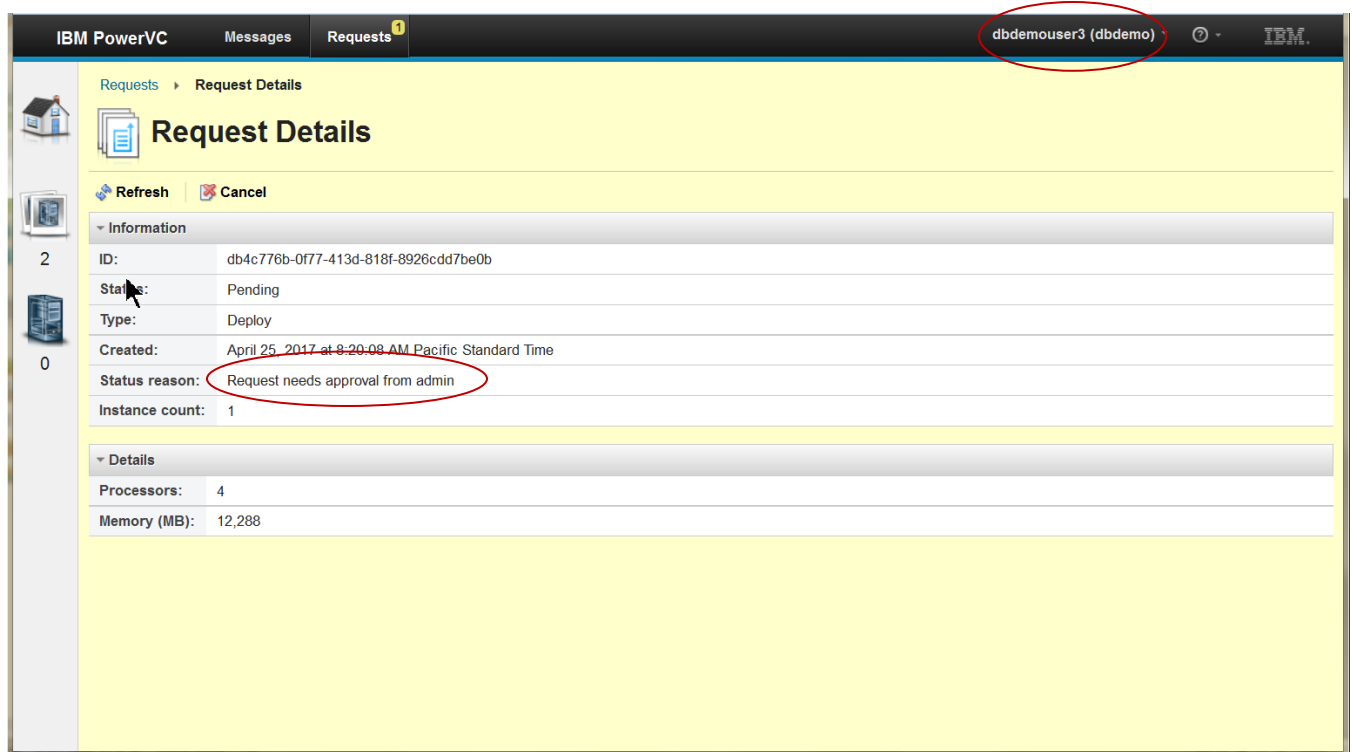 IBM PowerVC Messages Requests 1 dbdemouser3 (dbdemo) ? IBM.
Requests Request Details
Request Details
Refresh Cancel
Information
2
ID: db4c776b-0f77-413d-818f-8926cdd7be0b
Status: Pending
Type: Deploy
Created: April 25, 2017 at 8:20:08 AM Pacific Standard Time
0
Status reason: Request needs approval from admin
Instance count: 1
Details
Processors: 4
Memory (MB): 12,288